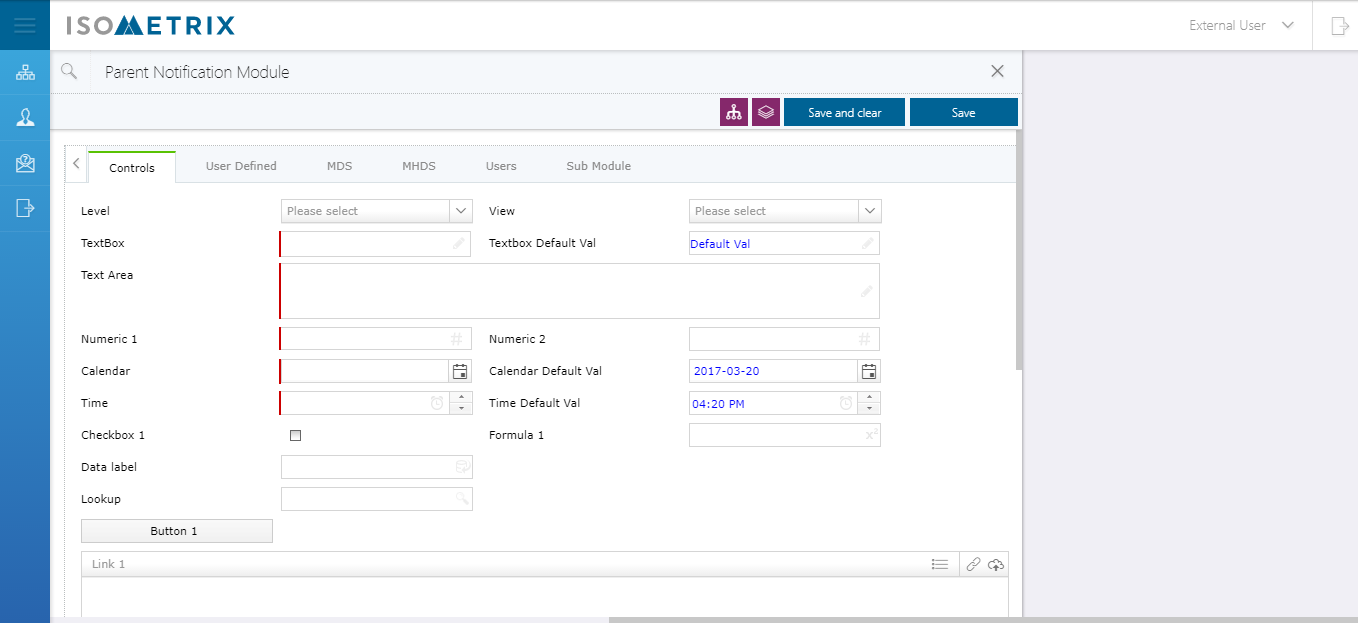 ISOMETRIX
External User
Parent Notification Module
Save and clear
Save
Controls
User Defined
MDS
MHDS
Users
Sub Module
Level
Please select
View
Please select
TextBox
Textbox Default Val
Default Val
Text Area
Numeric 1
#
Numeric 2
#
Calendar
Calendar Default Val
2017-03-20
Time
Time Default Val
04:20 PM
Checkbox 1
Formula 1
x²
Data label
Lookup
Button 1
Link 1